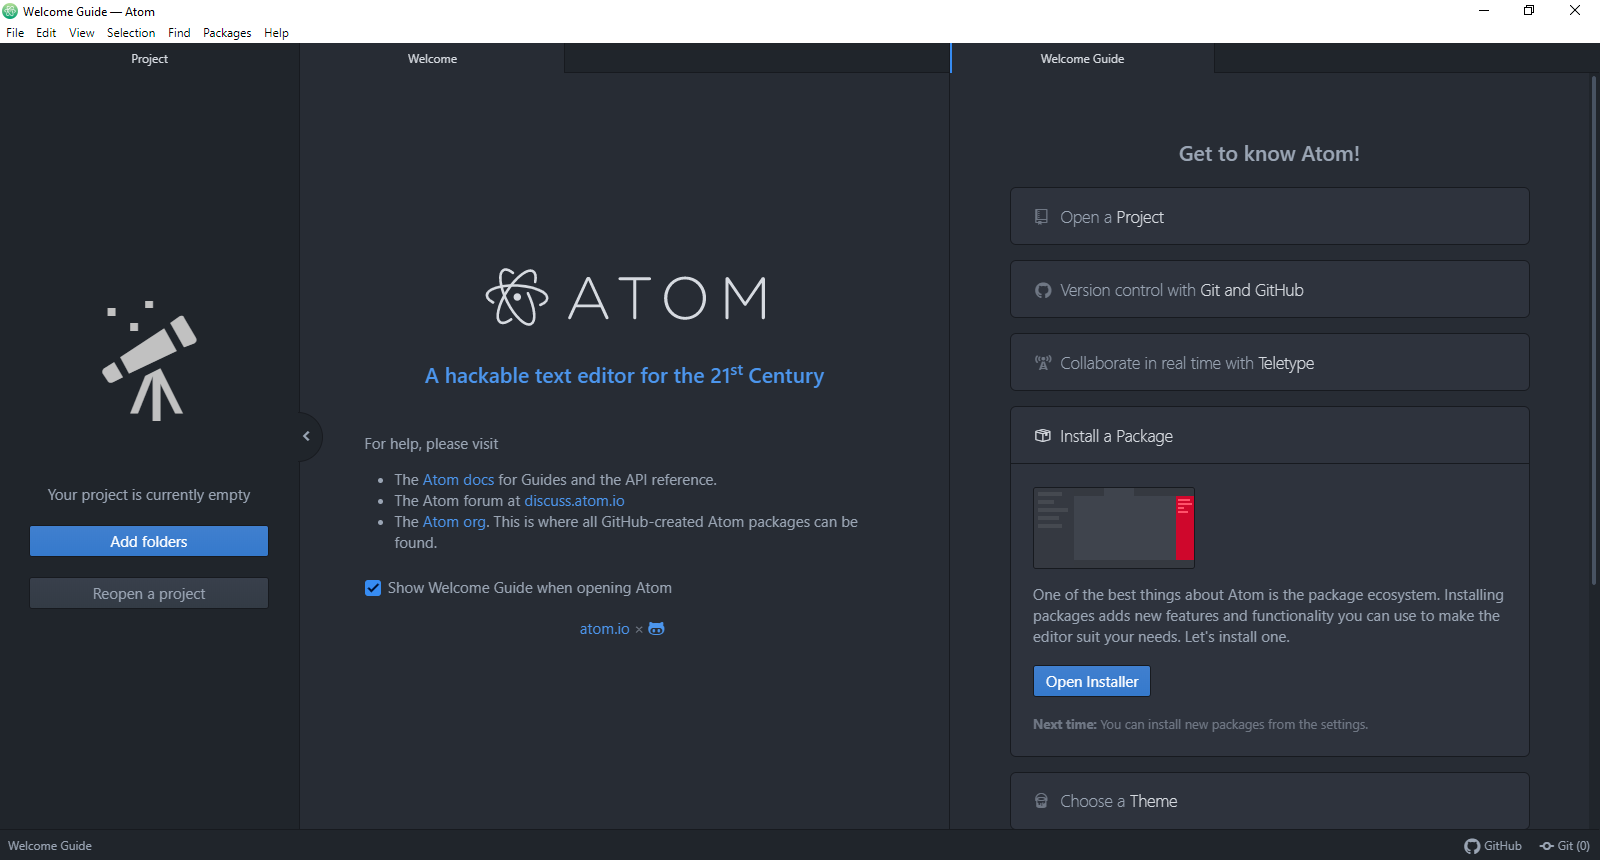 Welcome Guide — Atom
File Edit View Selection Find Packages Help
Project
Your project is currently empty
Add folders
Reopen a project
Welcome
ATOM
A hackable text editor for the 21st Century
For help, please visit
• The Atom docs for Guides and the API reference.
• The Atom forum at discuss.atom.io
• The Atom org. This is where all GitHub-created Atom packages can be
found.
Show Welcome Guide when opening Atom
atom.io ×
Welcome Guide
Get to know Atom!
Open a Project
Version control with Git and GitHub
Collaborate in real time with Teletype
Install a Package
One of the best things about Atom is the package ecosystem. Installing
packages adds new features and functionality you can use to make the
editor suit your needs. Let's install one.
Open Installer
Next time: You can install new packages from the settings.
Choose a Theme
Welcome Guide
GitHub Git (0)